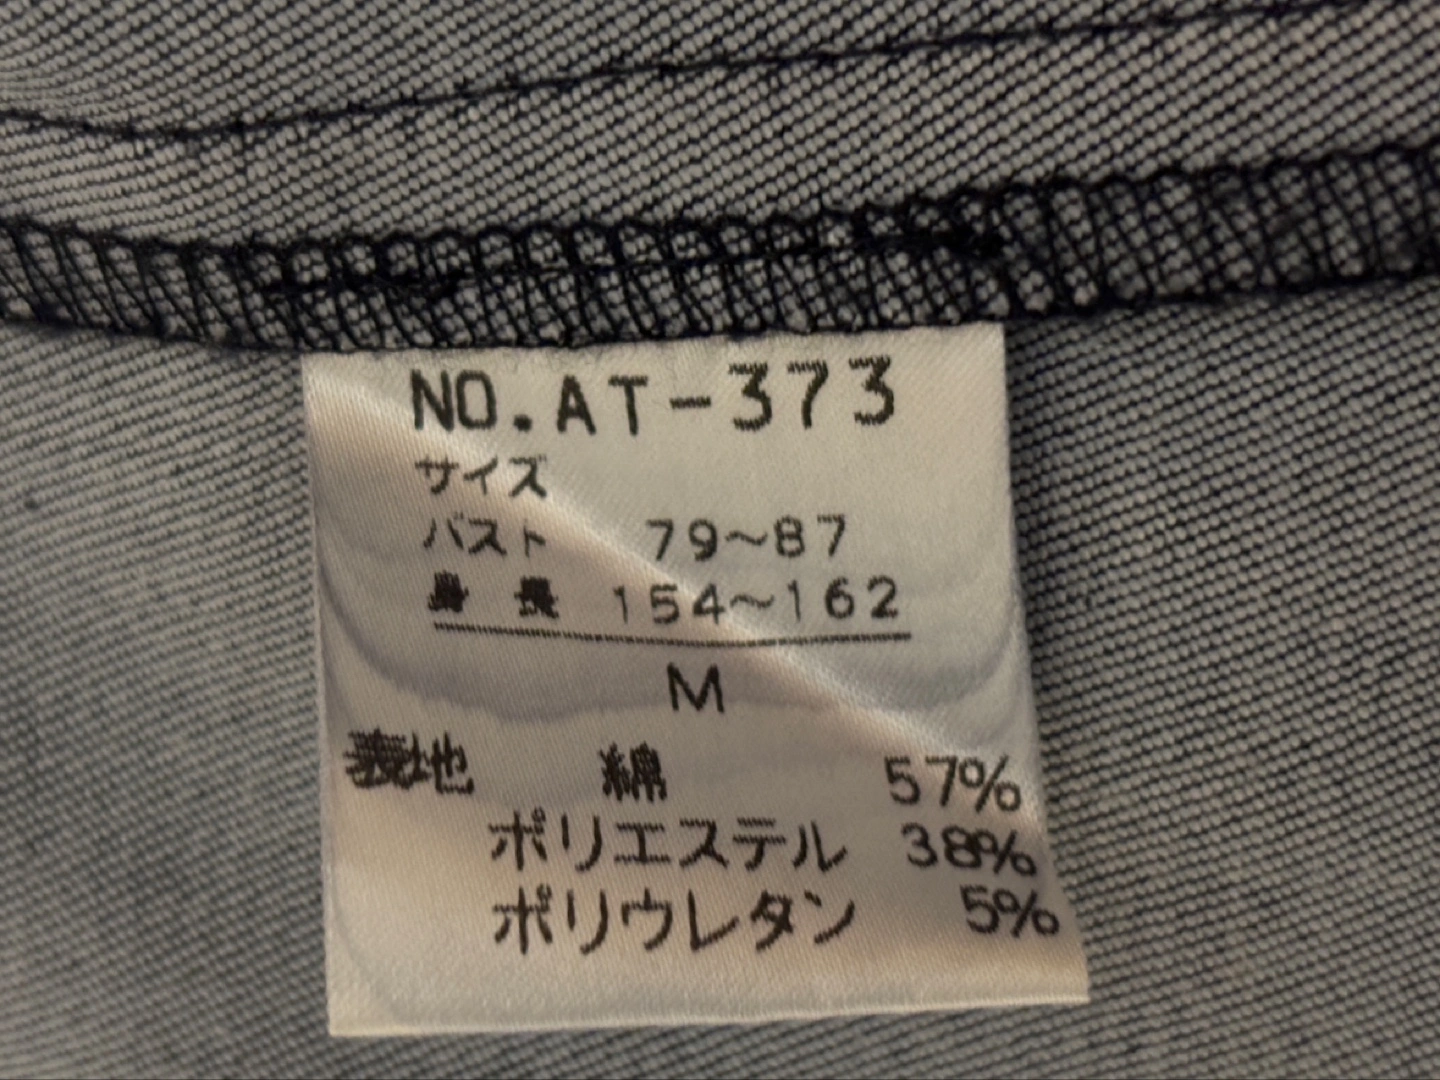 NO.AT-373
サイズ
バスト 79~87
身長 154~162
M
表地 綿 57%
ポリエステル 38%
ポリウレタン 5%